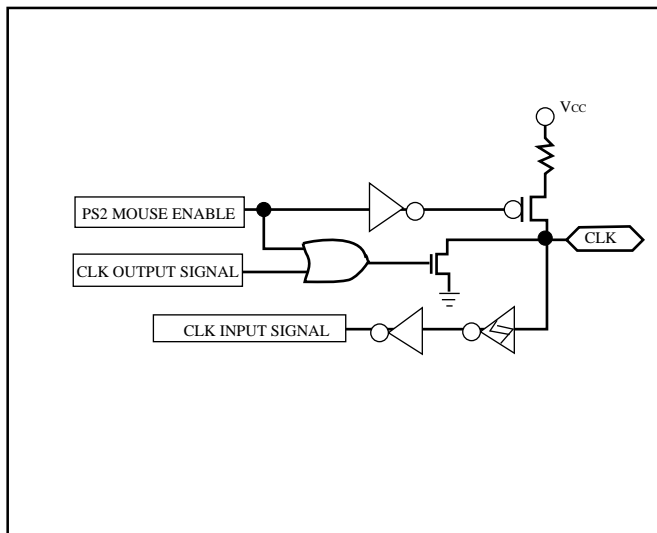 Vcc
PS2 MOUSE ENABLE
CLK
CLK OUTPUT SIGNAL
CLK INPUT SIGNAL